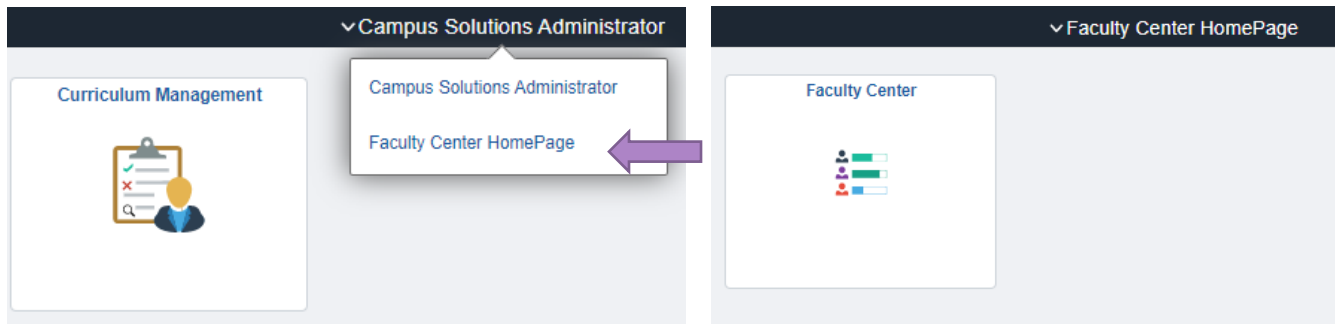 Campus Solutions Administrator
Curriculum Management
Campus Solutions Administrator
Faculty Center HomePage
Faculty Center HomePage
Faculty Center